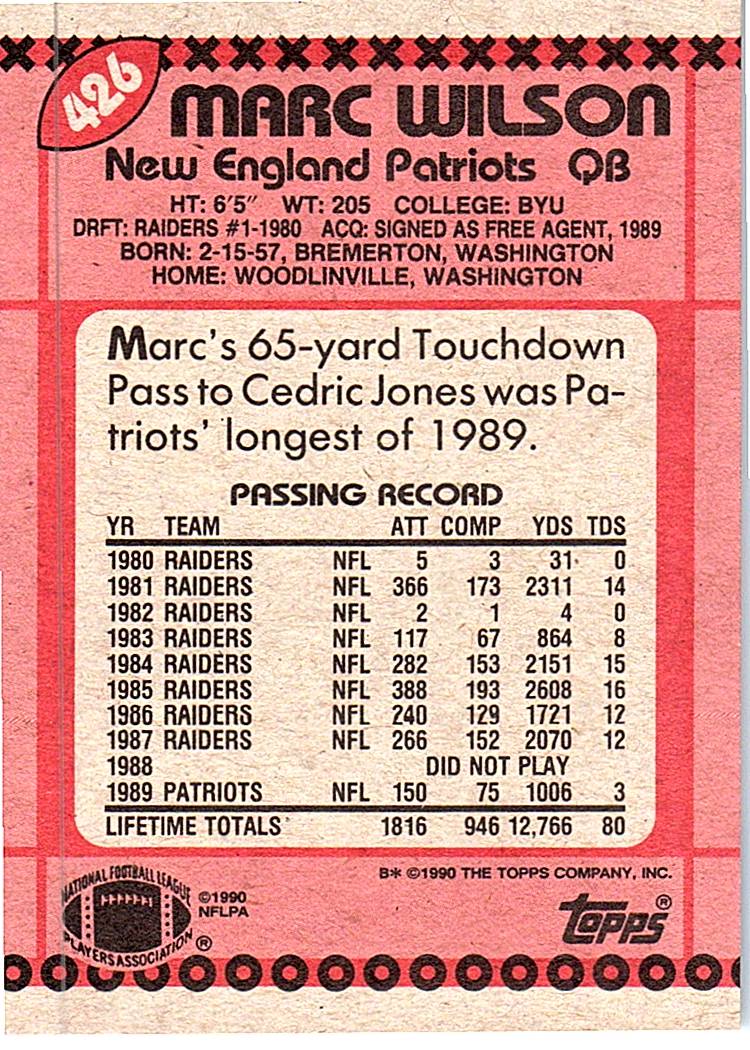 426
MARC WILSON
New England Patriots QB
HT: 6'5" WT: 205 COLLEGE: BYU
DRFT: RAIDERS #1-1980 ACQ: SIGNED AS FREE AGENT, 1989
BORN: 2-15-57, BREMERTON, WASHINGTON
HOME: WOODLINVILLE, WASHINGTON
Marc's 65-yard Touchdown
Pass to Cedric Jones was Pa-
triots' longest of 1989.
PASSING RECORD
YR TEAM ATT COMP YDS TDS
1980 RAIDERS NFL 5 3 31 0
1981 RAIDERS NFL 366 173 2311 14
1982 RAIDERS NFL 2 1 4 0
1983 RAIDERS NFL 117 67 864 8
1984 RAIDERS NFL 282 153 2151 15
1985 RAIDERS NFL 388 193 2608 16
1986 RAIDERS NFL 240 129 1721 12
1987 RAIDERS NFL 266 152 2070 12
1988 DID NOT PLAY
1989 PATRIOTS NFL 150 75 1006 3
LIFETIME TOTALS 1816 946 12,766 80
B* ©1990 THE TOPPS COMPANY, INC.
NATIONAL FOOTBALL LEAGUE
PLAYERS ASSOCIATION ®
©1990
NFLPA
Topps ®